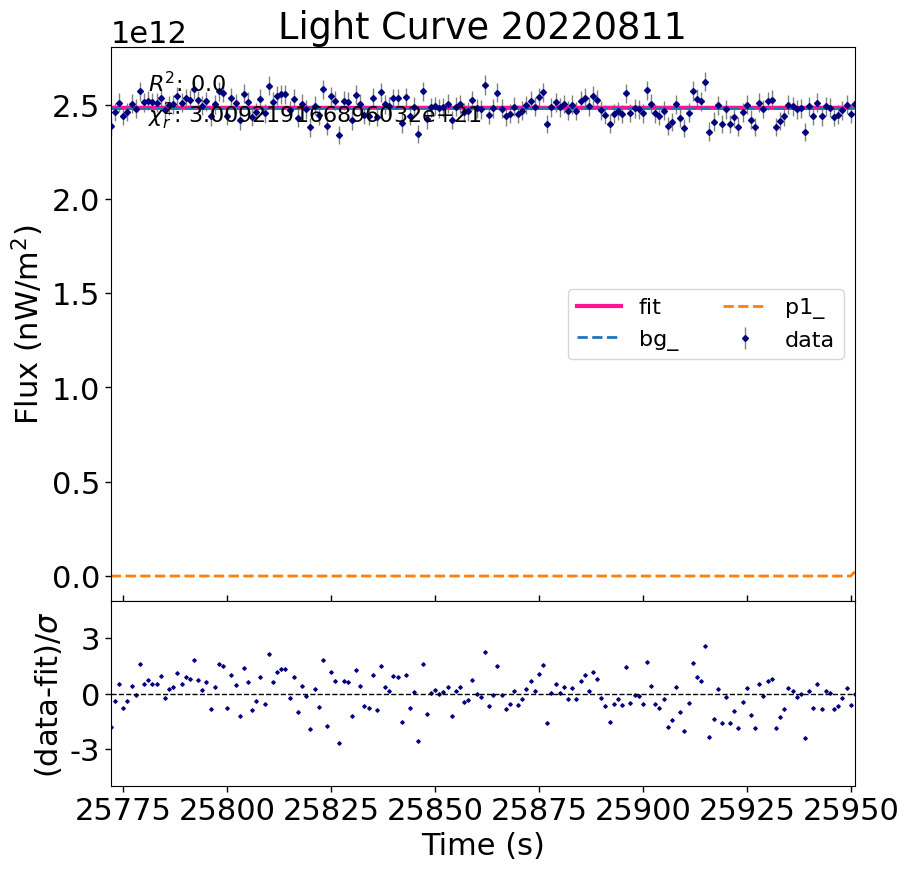 Light Curve 20220811
1e12
R²: 0.0
χ²ᵣ: 3.009219166896032e+21
2.5
2.0
1.5
1.0
0.5
0.0
Flux (nW/m²)
fit
bg_
p1_
data
3
0
-3
(data-fit)/σ
25775 25800 25825 25850 25875 25900 25925 25950
Time (s)